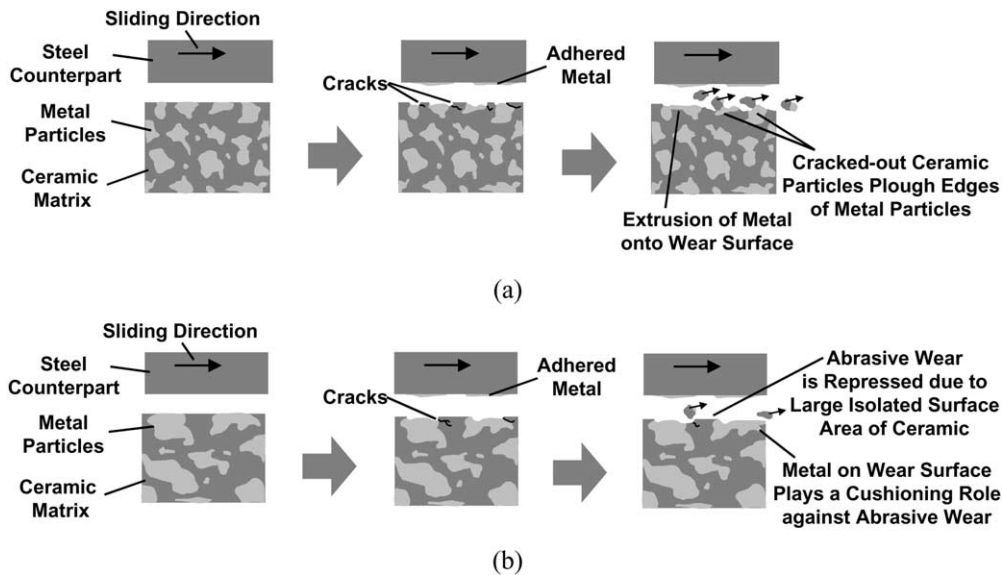 Sliding Direction
Steel
Counterpart
Metal
Particles
Ceramic
Matrix
Cracks
Adhered
Metal
Extrusion of Metal
onto Wear Surface
Cracked-out Ceramic
Particles Plough Edges
of Metal Particles
(a)
Sliding Direction
Steel
Counterpart
Metal
Particles
Ceramic
Matrix
Cracks
Adhered
Metal
Abrasive Wear
is Repressed due to
Large Isolated Surface
Area of Ceramic
Metal on Wear Surface
Plays a Cushioning Role
against Abrasive Wear
(b)